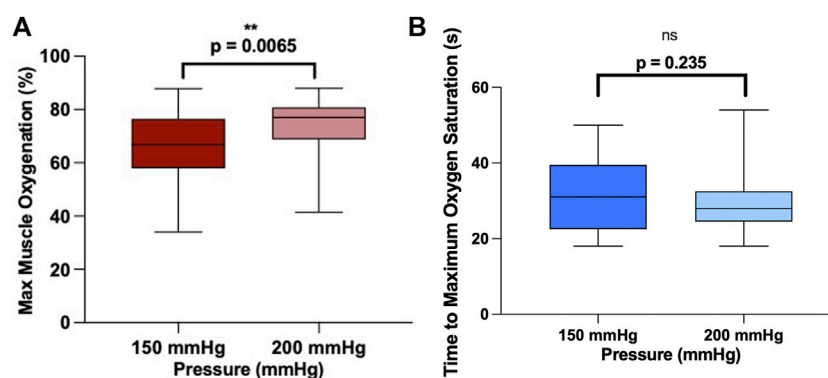 A
**
p = 0.0065
Max Muscle Oxygenation (%)
100
80
60
40
20
0
150 mmHg 200 mmHg
Pressure (mmHg)
B
ns
p = 0.235
Time to Maximum Oxygen Saturation (s)
60
40
20
0
150 mmHg 200 mmHg
Pressure (mmHg)